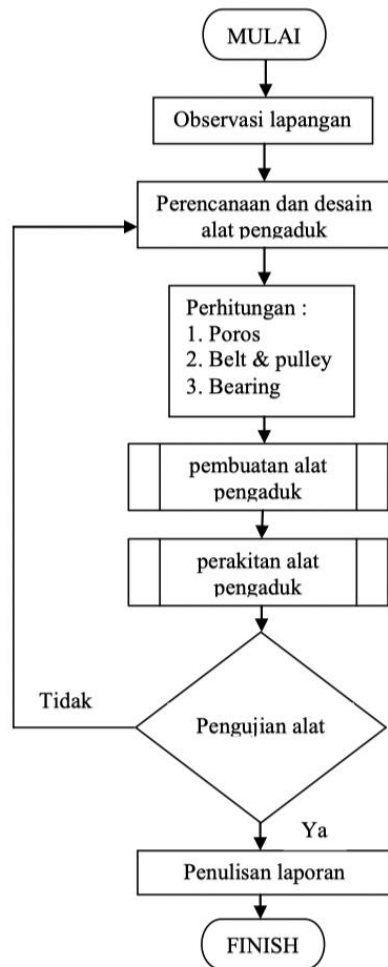 MULAI
Observasi lapangan
Perencanaan dan desain
alat pengaduk
Perhitungan :
1. Poros
2. Belt & pulley
3. Bearing
pembuatan alat
pengaduk
perakitan alat
pengaduk
Tidak
Pengujian alat
Ya
Penulisan laporan
FINISH